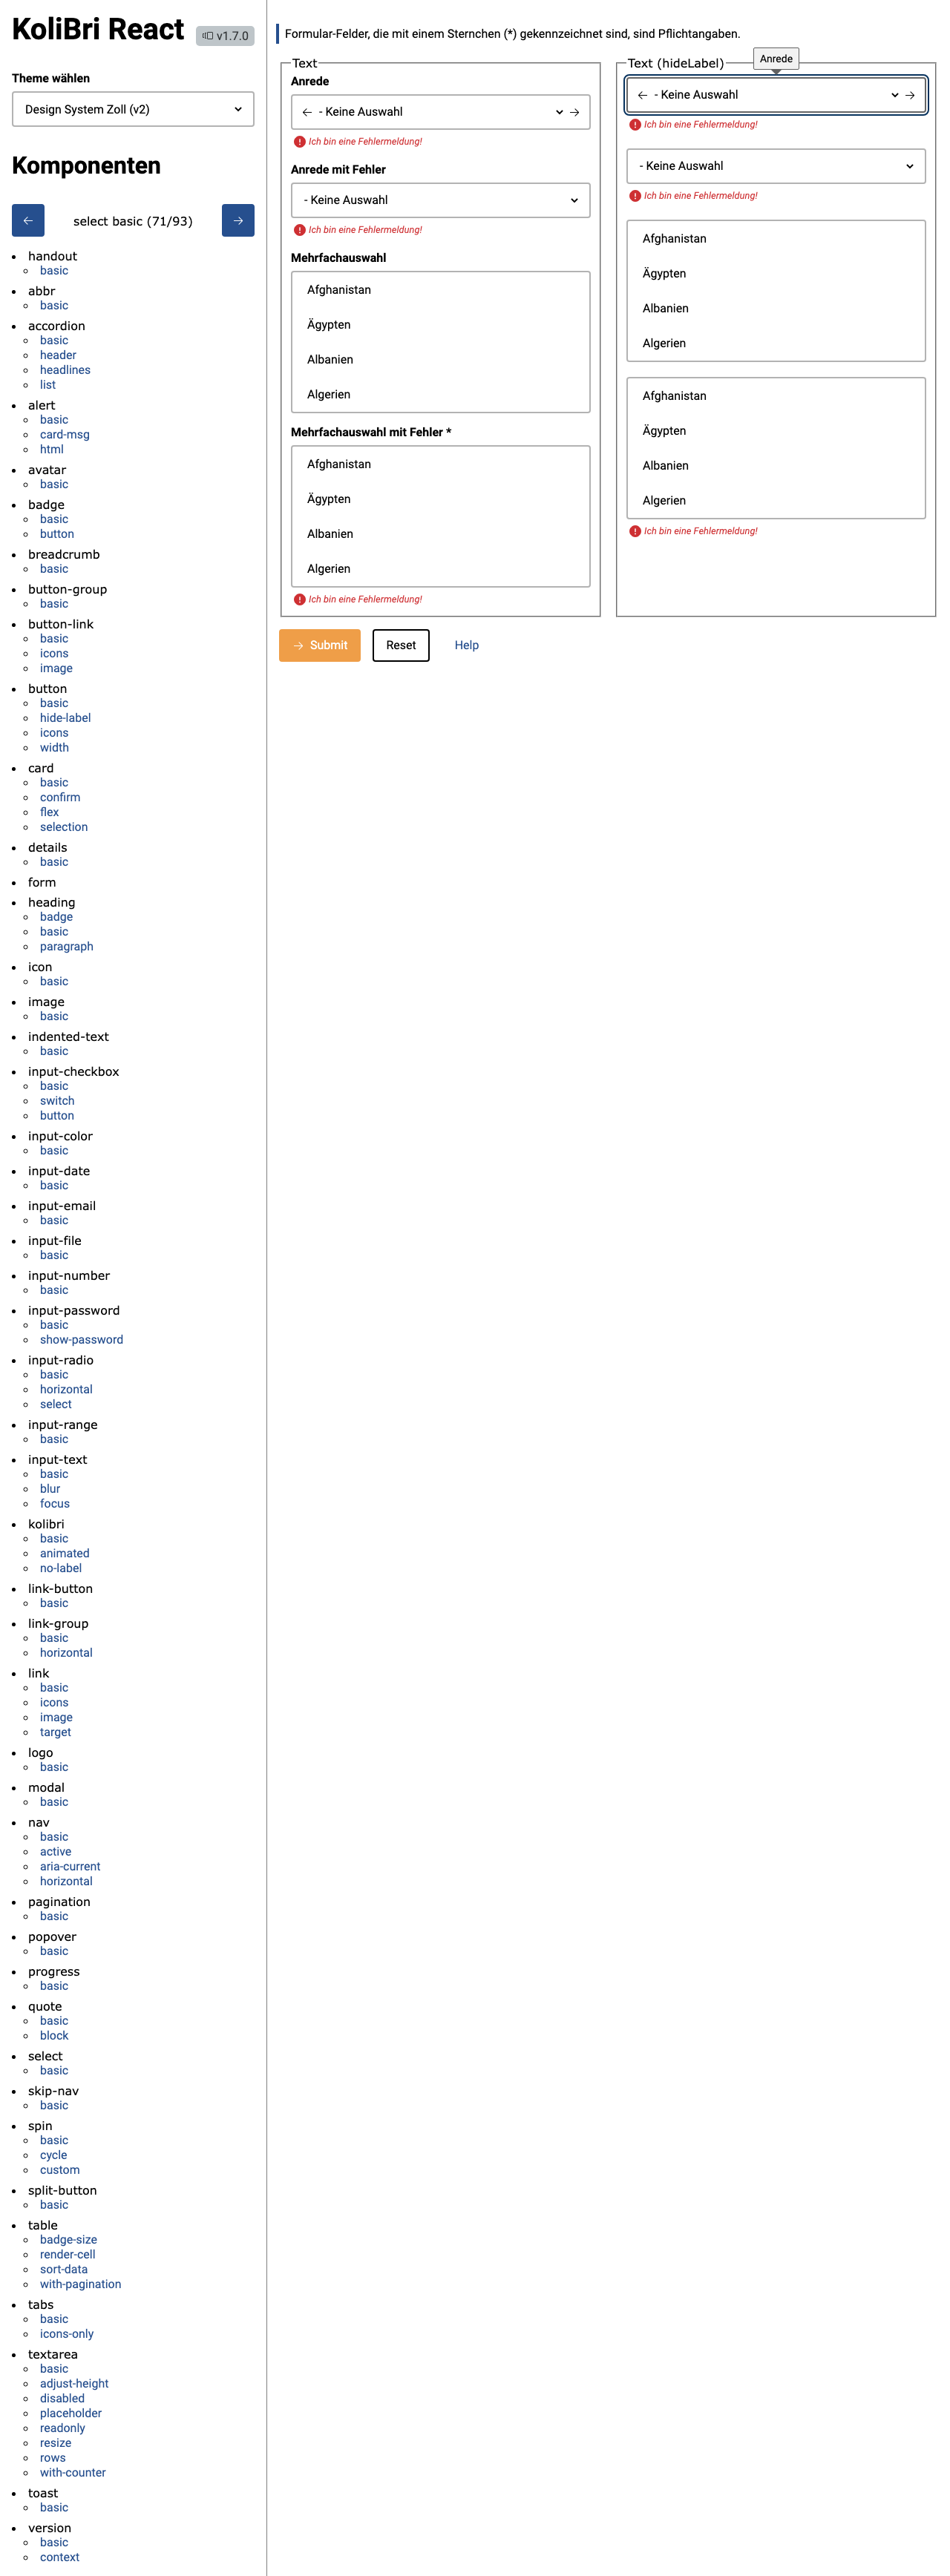 KoliBri React
v1.7.0
Theme wählen
Design System Zoll (v2)
Komponenten
select basic (71/93)
handout
basic
abbr
basic
accordion
basic
header
headlines
list
alert
basic
card-msg
html
avatar
basic
badge
basic
button
breadcrumb
basic
button-group
basic
button-link
basic
icons
image
button
basic
hide-label
icons
width
card
basic
confirm
flex
selection
details
basic
form
heading
badge
basic
paragraph
icon
basic
image
basic
indented-text
basic
input-checkbox
basic
switch
button
input-color
basic
input-date
basic
input-email
basic
input-file
basic
input-number
basic
input-password
basic
show-password
input-radio
basic
horizontal
select
input-range
basic
input-text
basic
blur
focus
kolibri
basic
animated
no-label
link-button
basic
link-group
basic
horizontal
link
basic
icons
image
target
logo
basic
modal
basic
nav
basic
active
aria-current
horizontal
pagination
basic
popover
basic
progress
basic
quote
basic
block
select
basic
skip-nav
basic
spin
basic
cycle
custom
split-button
basic
table
badge-size
render-cell
sort-data
with-pagination
tabs
basic
icons-only
textarea
basic
adjust-height
disabled
placeholder
readonly
resize
rows
with-counter
toast
basic
version
basic
context
Formular-Felder, die mit einem Sternchen (*) gekennzeichnet sind, sind Pflichtangaben.
Text
Anrede
- Keine Auswahl
Ich bin eine Fehlermeldung!
Anrede mit Fehler
- Keine Auswahl
Ich bin eine Fehlermeldung!
Mehrfachauswahl
Afghanistan
Ägypten
Albanien
Algerien
Mehrfachauswahl mit Fehler *
Afghanistan
Ägypten
Albanien
Algerien
Ich bin eine Fehlermeldung!
Text (hideLabel)
Anrede
- Keine Auswahl
Ich bin eine Fehlermeldung!
- Keine Auswahl
Ich bin eine Fehlermeldung!
Afghanistan
Ägypten
Albanien
Algerien
Afghanistan
Ägypten
Albanien
Algerien
Ich bin eine Fehlermeldung!
Submit
Reset
Help